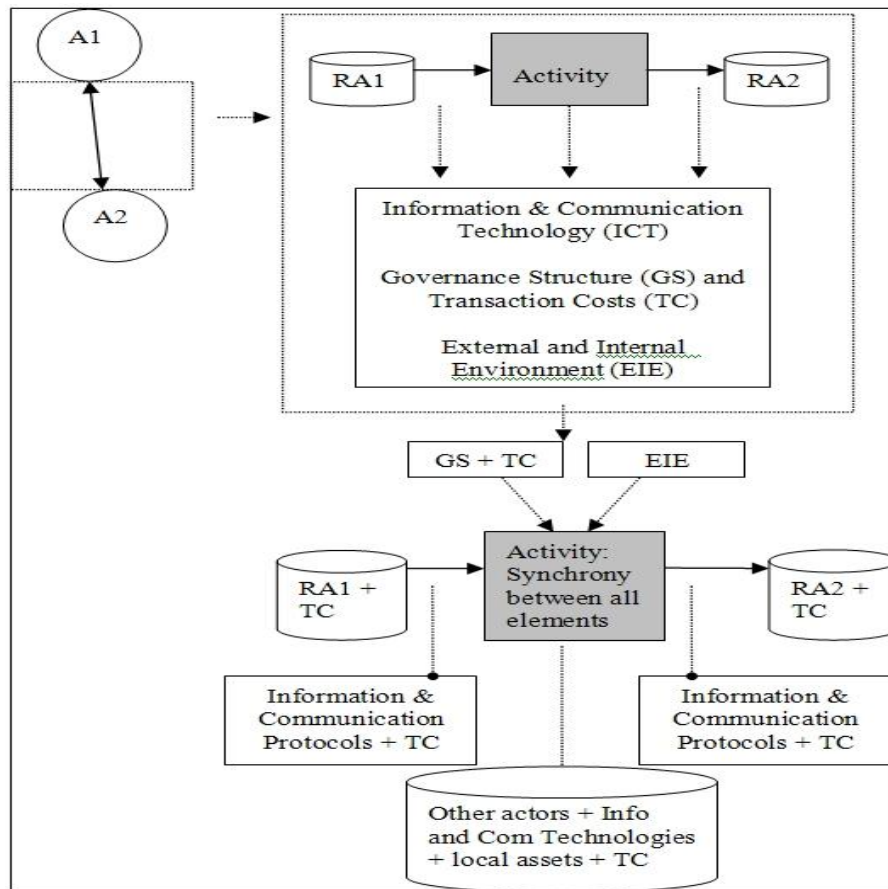 A1
A2
RA1
Activity
RA2
Information & Communication
Technology (ICT)
Governance Structure (GS) and
Transaction Costs (TC)
External and Internal
Environment (EIE)
GS + TC
EIE
RA1 +
TC
Activity:
Synchrony
between all
elements
RA2 +
TC
Information &
Communication
Protocols + TC
Information &
Communication
Protocols + TC
Other actors + Info
and Com Technologies
+ local assets + TC